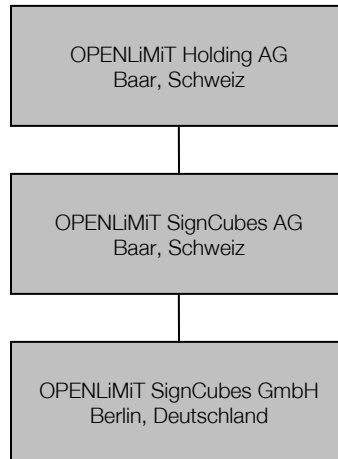 OPENLiMiT Holding AG
Baar, Schweiz
OPENLiMiT SignCubes AG
Baar, Schweiz
OPENLiMiT SignCubes GmbH
Berlin, Deutschland